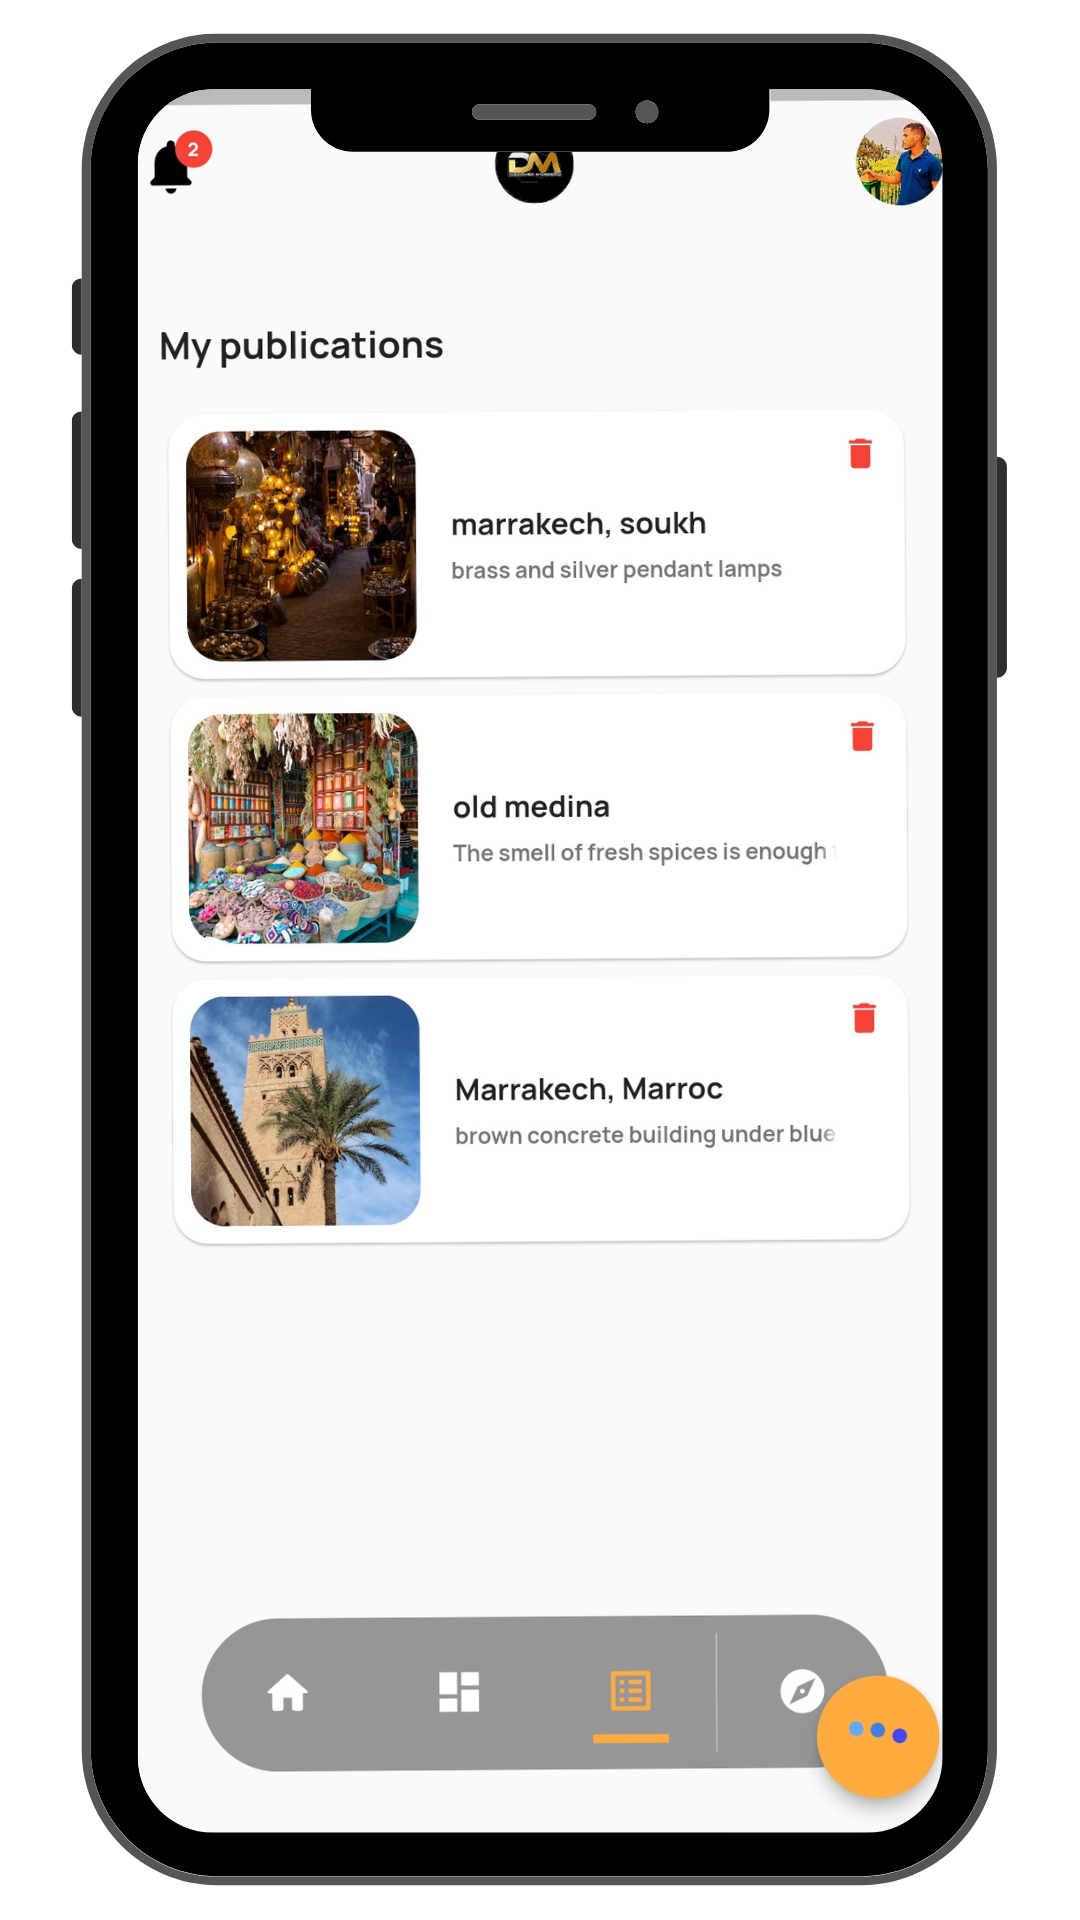 2
DM
My publications
marrakech, soukh
brass and silver pendant lamps
old medina
The smell of fresh spices is enough
Marrakech, Marroc
brown concrete building under blue